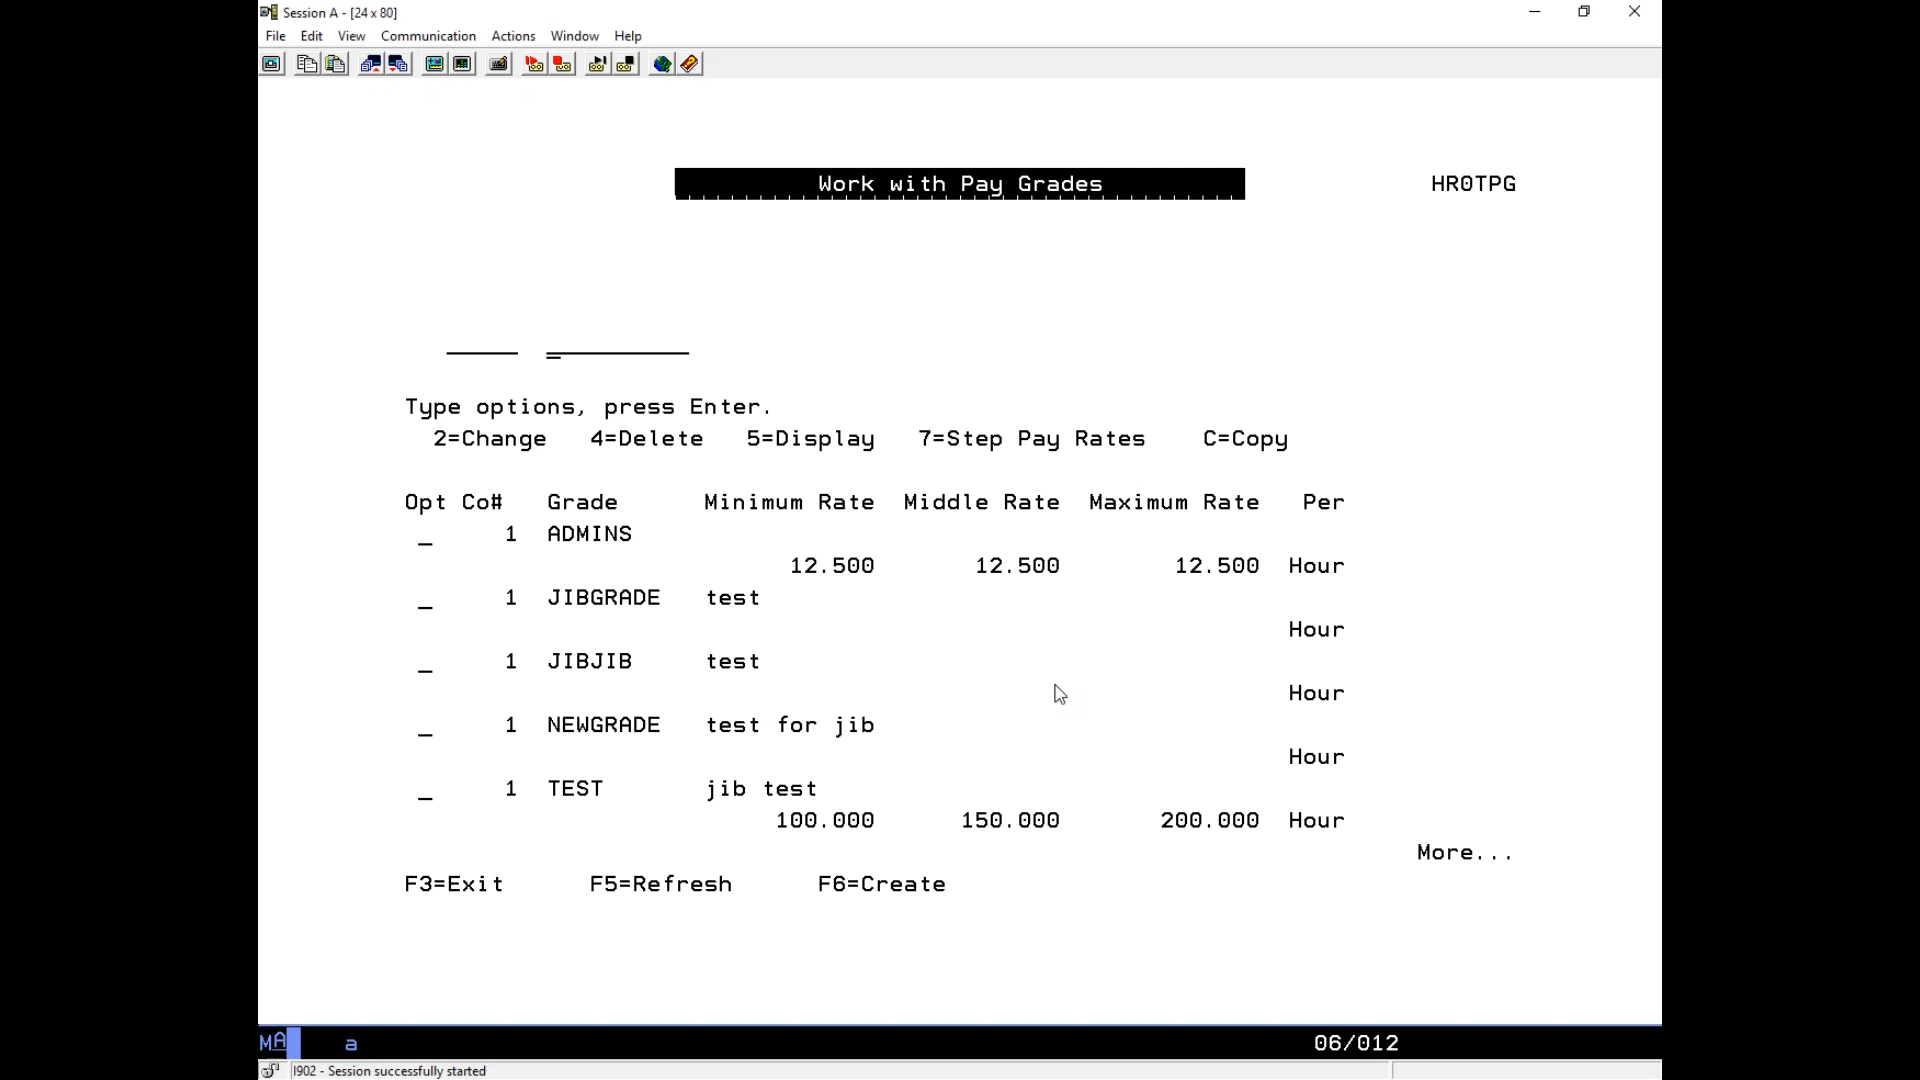 Session A - [24 x 80]
File Edit View Communication Actions Window Help
Work with Pay Grades HR0TPG
Type options, press Enter.
2=Change 4=Delete 5=Display 7=Step Pay Rates C=Copy
Opt Co# Grade Minimum Rate Middle Rate Maximum Rate Per
1 ADMINS
12.500 12.500 12.500 Hour
1 JIBGRADE test
Hour
1 JIBJIB test
Hour
1 NEWGRADE test for jib
Hour
1 TEST jib test
100.000 150.000 200.000 Hour
More...
F3=Exit F5=Refresh F6=Create
MA a 06/012
I902 - Session successfully started